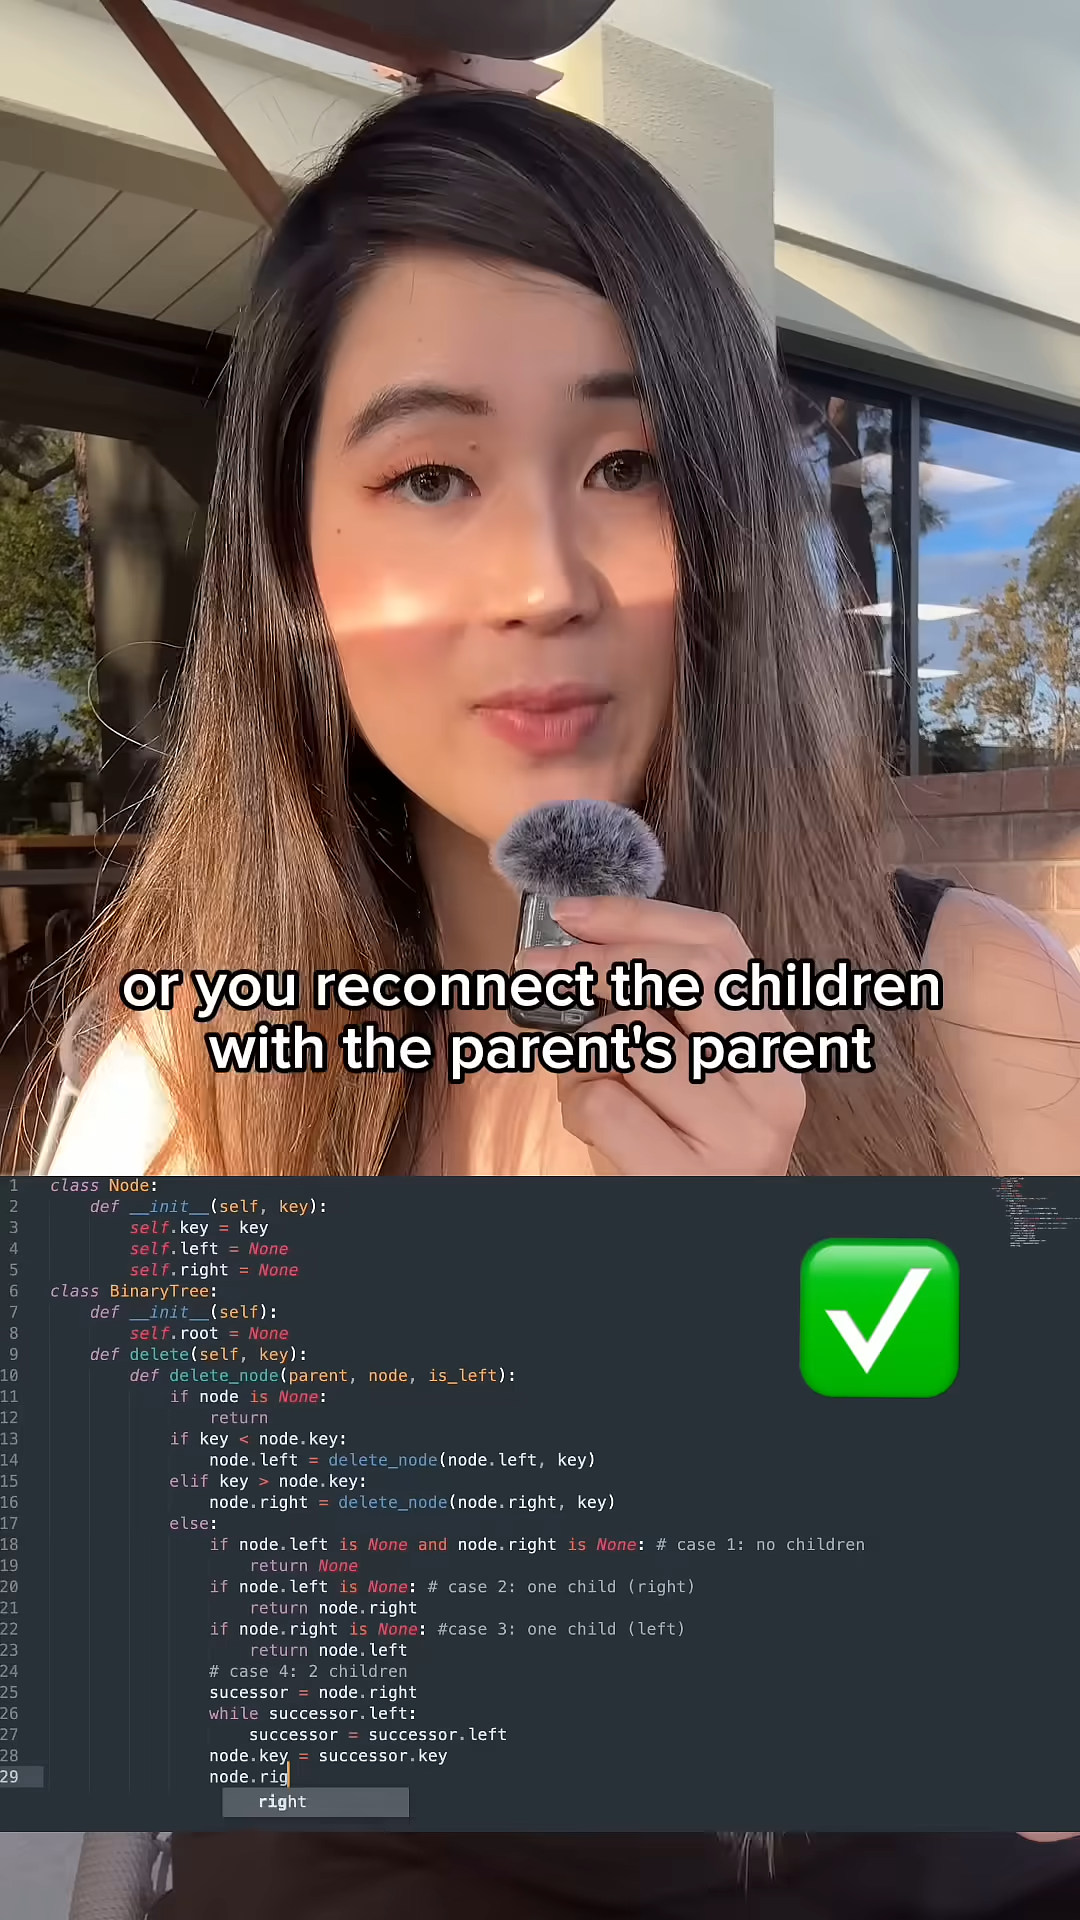 or you reconnect the children
with the parent's parent
1 class Node:
2 def __init__(self, key):
3 self.key = key
4 self.left = None
5 self.right = None
6 class BinaryTree:
7 def __init__(self):
8 self.root = None
9 def delete(self, key):
10 def delete_node(parent, node, is_left):
11 if node is None:
12 return
13 if key < node.key:
14 node.left = delete_node(node.left, key)
15 elif key > node.key:
16 node.right = delete_node(node.right, key)
17 else:
18 if node.left is None and node.right is None: # case 1: no children
19 return None
20 if node.left is None: # case 2: one child (right)
21 return node.right
22 if node.right is None: #case 3: one child (left)
23 return node.left
24 # case 4: 2 children
25 sucessor = node.right
26 while successor.left:
27 successor = successor.left
28 node.key = successor.key
29 node.rig
right